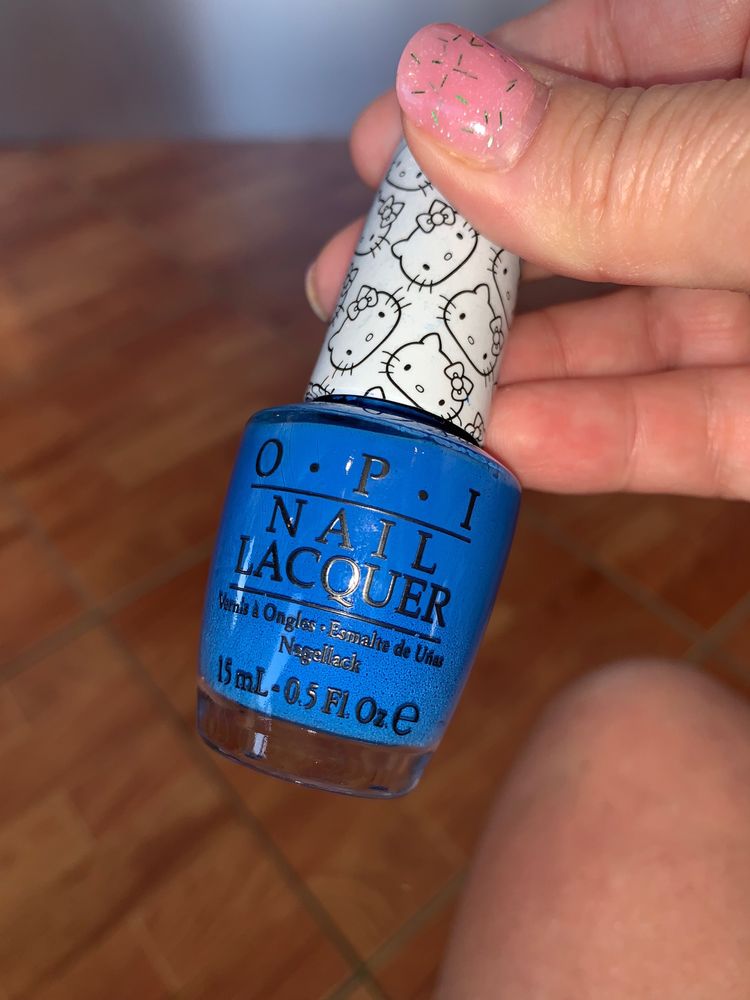 O · P · I
NAIL
LACQUER
Vernis à Ongles · Esmalte de Uñas
Nagellack
15 mL - 0.5 Fl. Oz. ℮